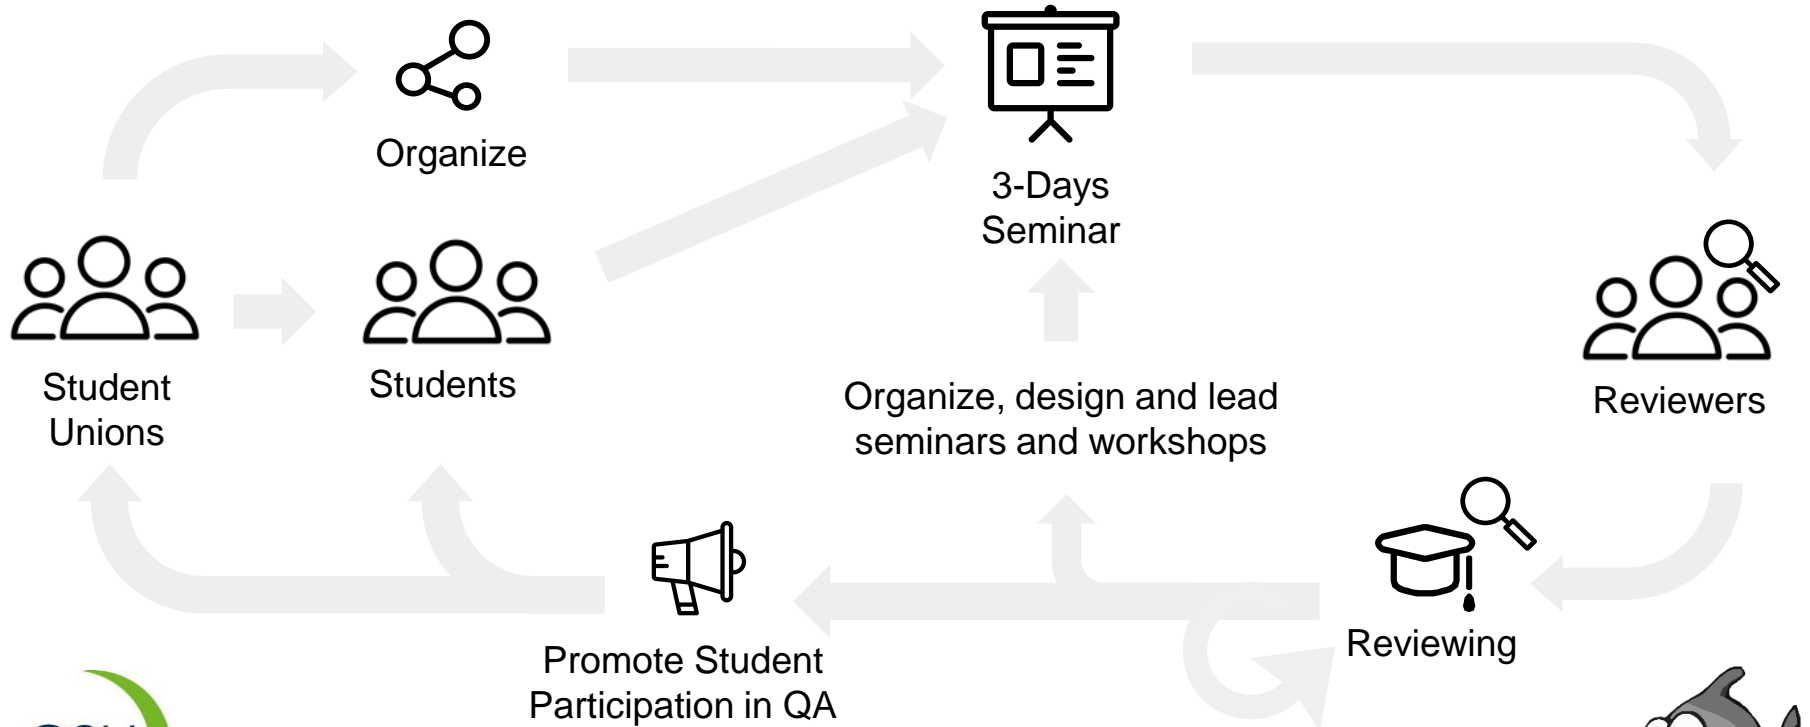 Organize
3-Days
Seminar
Student
Unions
Students
Organize, design and lead
seminars and workshops
Reviewers
Reviewing
Promote Student
Participation in QA